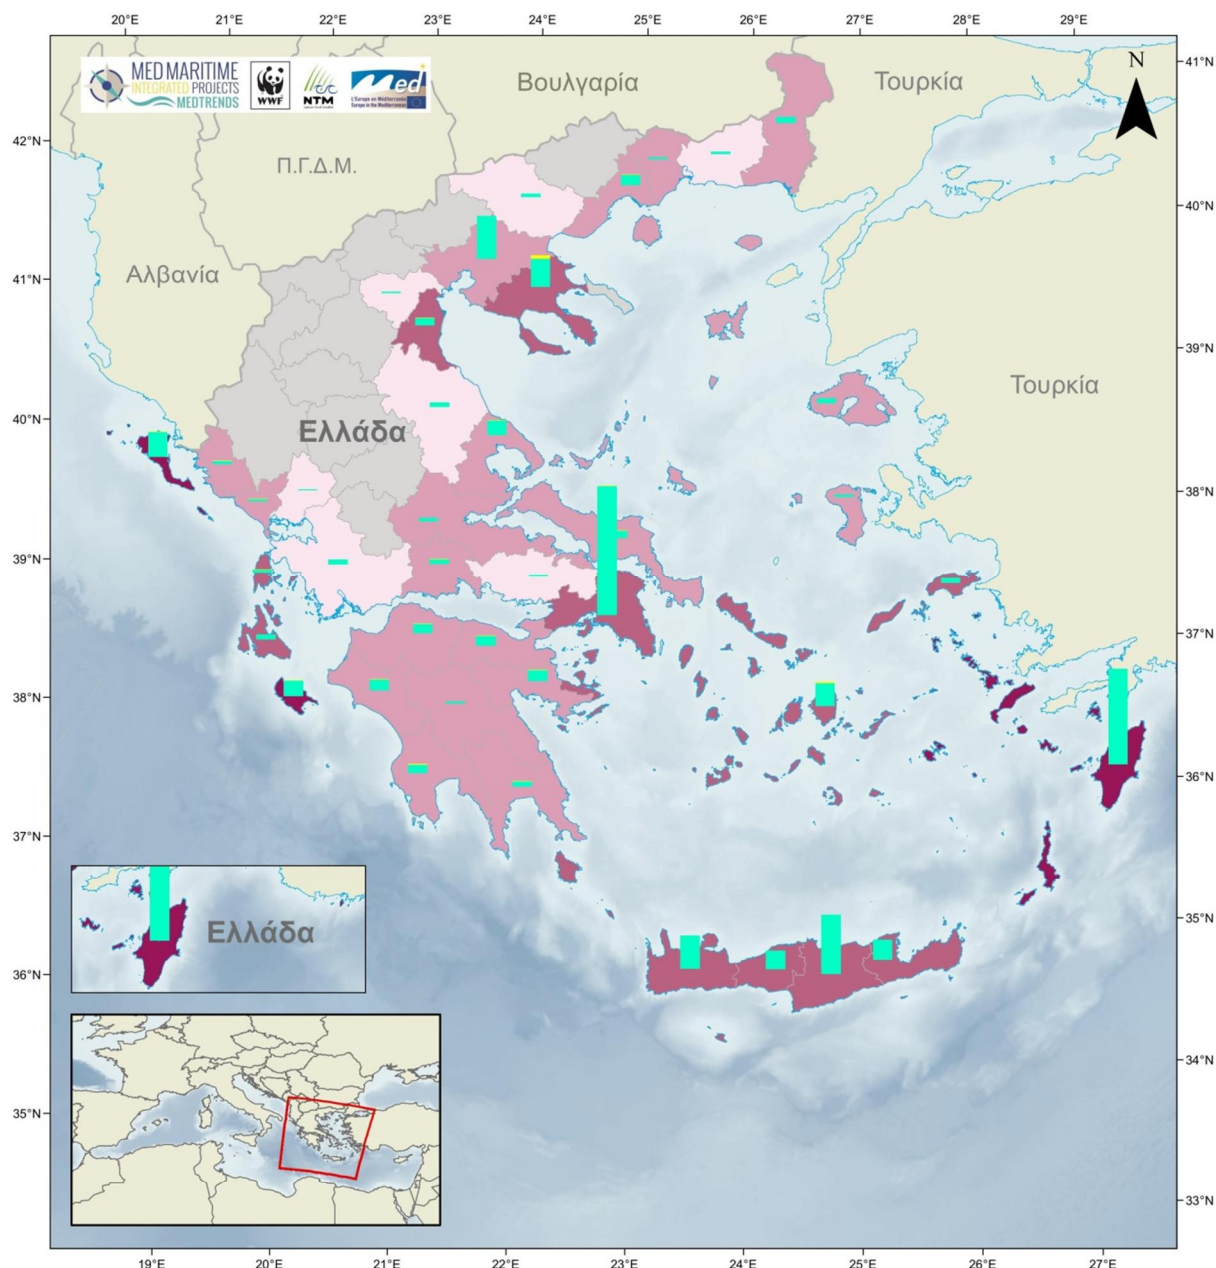 20°E 21°E 22°E 23°E 24°E 25°E 26°E 27°E 28°E 29°E
MED MARITIME
INTEGRATED PROJECTS
MEDTRENDS
WWF
NTM
Med
L'Europe en Méditerranée
Europe in the Mediterranean
N
Βουλγαρία
Τουρκία
Π.Γ.Δ.Μ.
Αλβανία
Ελλάδα
Τουρκία
Ελλάδα
42°N
41°N
40°N
39°N
38°N
37°N
36°N
35°N
41°N
40°N
39°N
38°N
37°N
36°N
35°N
34°N
33°N
19°E 20°E 21°E 22°E 23°E 24°E 25°E 26°E 27°E